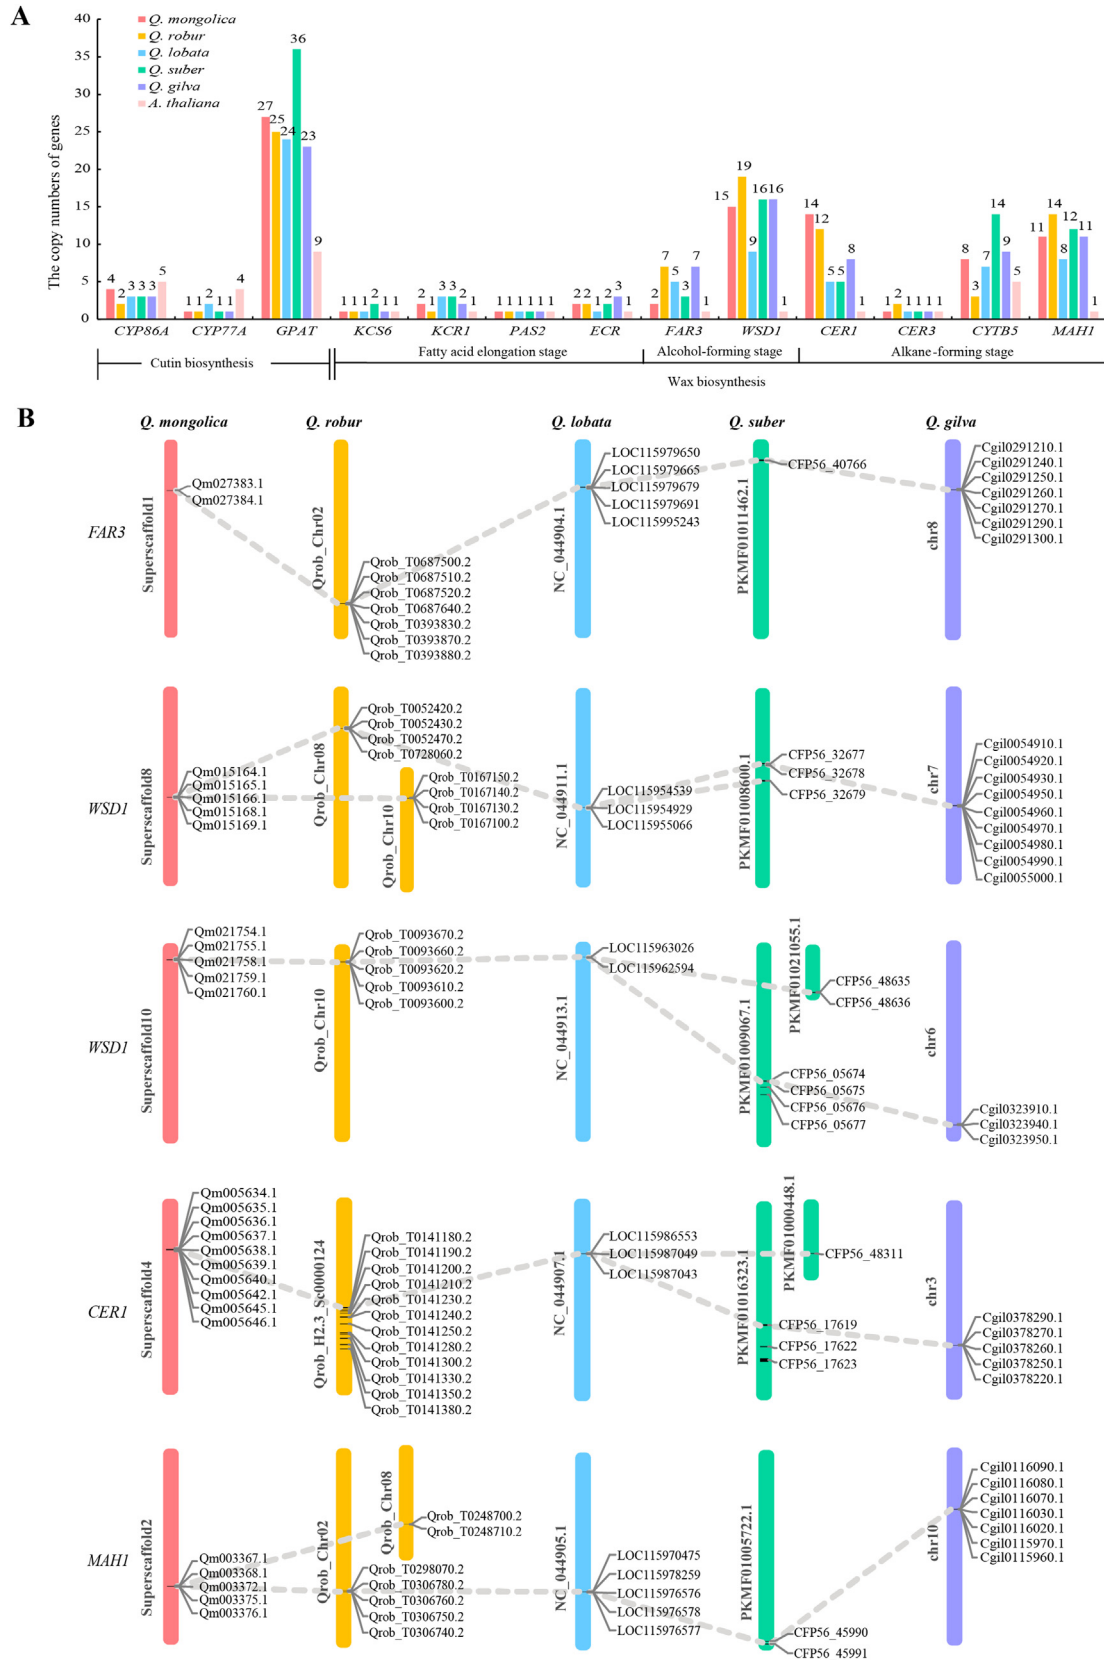 A
Q. mongolica
Q. robur
Q. lobata
Q. suber
Q. gilva
A. thaliana
The copy numbers of genes
40
35
30
25
20
15
10
5
0
4 2 3 3 3 5
1 1 2 1 1 4
27 25 24 36 23 9
1 1 1 2 1 1
2 1 3 3 2 1
1 1 1 1 1 1
2 2 1 2 3 1
2 7 5 3 7 1
15 19 9 16 16 1
14 12 5 5 8 1
1 2 1 1 1 1
8 3 7 14 9 5
11 14 8 12 11 1
CYP86A CYP77A GPAT KCS6 KCR1 PAS2 ECR FAR3 WSD1 CER1 CER3 CYTB5 MAH1
Cutin biosynthesis
Fatty acid elongation stage
Alcohol-forming stage
Alkane-forming stage
Wax biosynthesis
B
Q. mongolica Q. robur Q. lobata Q. suber Q. gilva
FAR3
Superscaffold1
Qm027383.1
Qm027384.1
Qrob_Chr02
Qrob_T0687500.2
Qrob_T0687510.2
Qrob_T0687520.2
Qrob_T0687640.2
Qrob_T0393830.2
Qrob_T0393870.2
Qrob_T0393880.2
NC_044904.1
LOC115979650
LOC115979665
LOC115979679
LOC115979691
LOC115995243
PKMF01011462.1
CFP56_40766
chr8
Cgil0291210.1
Cgil0291240.1
Cgil0291250.1
Cgil0291260.1
Cgil0291270.1
Cgil0291290.1
Cgil0291300.1
WSD1
Superscaffold8
Qm015164.1
Qm015165.1
Qm015166.1
Qm015168.1
Qm015169.1
Qrob_Chr08
Qrob_T0052420.2
Qrob_T0052430.2
Qrob_T0052470.2
Qrob_T0728060.2
Qrob_Chr10
Qrob_T0167150.2
Qrob_T0167140.2
Qrob_T0167130.2
Qrob_T0167100.2
NC_044911.1
LOC115954539
LOC115954929
LOC115955066
PKMF01008600.1
CFP56_32677
CFP56_32678
CFP56_32679
chr7
Cgil0054910.1
Cgil0054920.1
Cgil0054930.1
Cgil0054950.1
Cgil0054960.1
Cgil0054970.1
Cgil0054980.1
Cgil0054990.1
Cgil0055000.1
WSD1
Superscaffold10
Qm021754.1
Qm021755.1
Qm021758.1
Qm021759.1
Qm021760.1
Qrob_Chr10
Qrob_T0093670.2
Qrob_T0093660.2
Qrob_T0093620.2
Qrob_T0093610.2
Qrob_T0093600.2
NC_044913.1
LOC115963026
LOC115962594
PKMF01009067.1
CFP56_05674
CFP56_05675
CFP56_05676
CFP56_05677
PKMF01021055.1
CFP56_48635
CFP56_48636
chr6
Cgil0323910.1
Cgil0323940.1
Cgil0323950.1
CER1
Superscaffold4
Qm005634.1
Qm005635.1
Qm005636.1
Qm005637.1
Qm005638.1
Qm005639.1
Qm005640.1
Qm005642.1
Qm005645.1
Qm005646.1
Qrob_H2.3_Sc0000124
Qrob_T0141180.2
Qrob_T0141190.2
Qrob_T0141200.2
Qrob_T0141210.2
Qrob_T0141230.2
Qrob_T0141240.2
Qrob_T0141250.2
Qrob_T0141280.2
Qrob_T0141300.2
Qrob_T0141330.2
Qrob_T0141350.2
Qrob_T0141380.2
NC_044907.1
LOC115986553
LOC115987049
LOC115987043
PKMF01016323.1
CFP56_17619
CFP56_17622
CFP56_17623
PKMF01000448.1
CFP56_48311
chr3
Cgil0378290.1
Cgil0378270.1
Cgil0378260.1
Cgil0378250.1
Cgil0378220.1
MAH1
Superscaffold2
Qm003367.1
Qm003368.1
Qm003372.1
Qm003375.1
Qm003376.1
Qrob_Chr02
Qrob_T0298070.2
Qrob_T0306780.2
Qrob_T0306760.2
Qrob_T0306750.2
Qrob_T0306740.2
Qrob_Chr08
Qrob_T0248700.2
Qrob_T0248710.2
NC_044905.1
LOC115970475
LOC115978259
LOC115976576
LOC115976578
LOC115976577
PKMF01005722.1
CFP56_45990
CFP56_45991
chr10
Cgil0116090.1
Cgil0116080.1
Cgil0116070.1
Cgil0116030.1
Cgil0116020.1
Cgil0115970.1
Cgil0115960.1